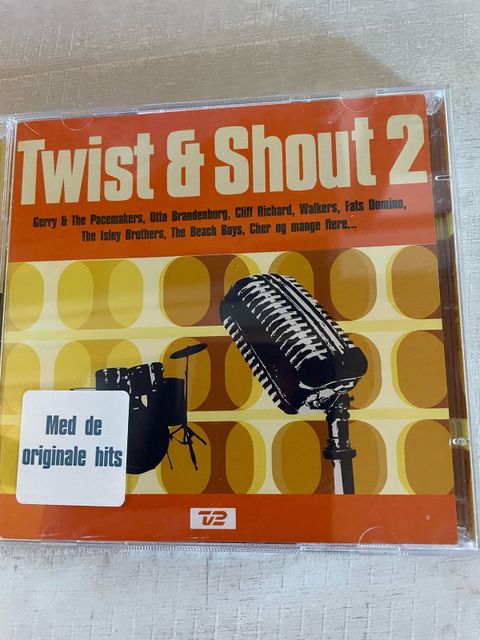 Twist & Shout 2
Gerry & The Pacemakers, Otto Brandenburg, Cliff Richard, Walkers, Fats Domino,
The Isley Brothers, The Beach Boys, Cher og mange flere...
Med de
originale hits
TV2